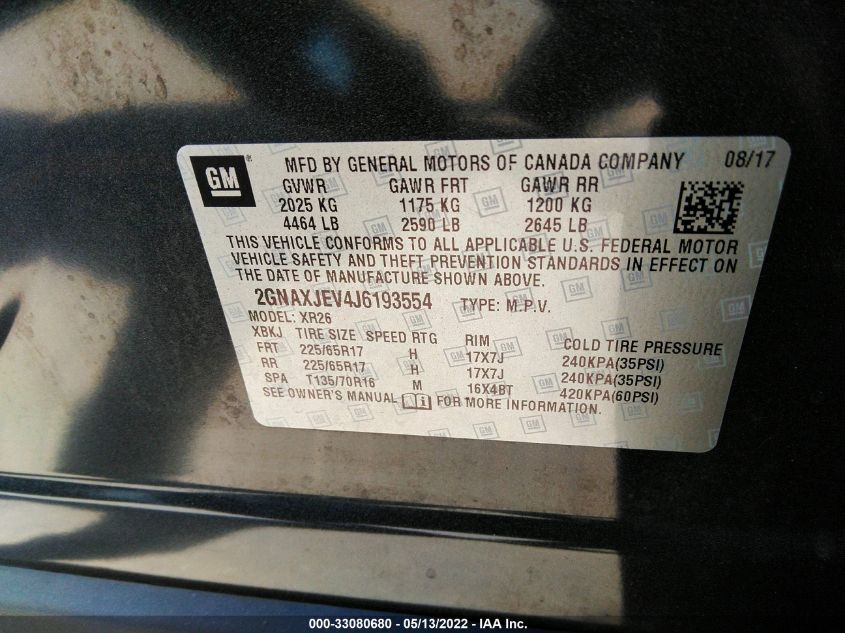 GM ® MFD BY GENERAL MOTORS OF CANADA COMPANY 08/17
GVWR GAWR FRT GAWR RR
2025 KG 1175 KG 1200 KG
4464 LB 2590 LB 2645 LB
THIS VEHICLE CONFORMS TO ALL APPLICABLE U.S. FEDERAL MOTOR
VEHICLE SAFETY AND THEFT PREVENTION STANDARDS IN EFFECT ON
THE DATE OF MANUFACTURE SHOWN ABOVE.
2GNAXJEV4J6193554 TYPE: M.P.V.
MODEL: XR26
XBKJ TIRE SIZE SPEED RTG RIM COLD TIRE PRESSURE
FRT 225/65R17 H 17X7J 240KPA(35PSI)
RR 225/65R17 H 17X7J 240KPA(35PSI)
SPA T135/70R16 M 16X4BT 420KPA(60PSI)
SEE OWNER'S MANUAL FOR MORE INFORMATION.
000-33080680 - 05/13/2022 - IAA Inc.